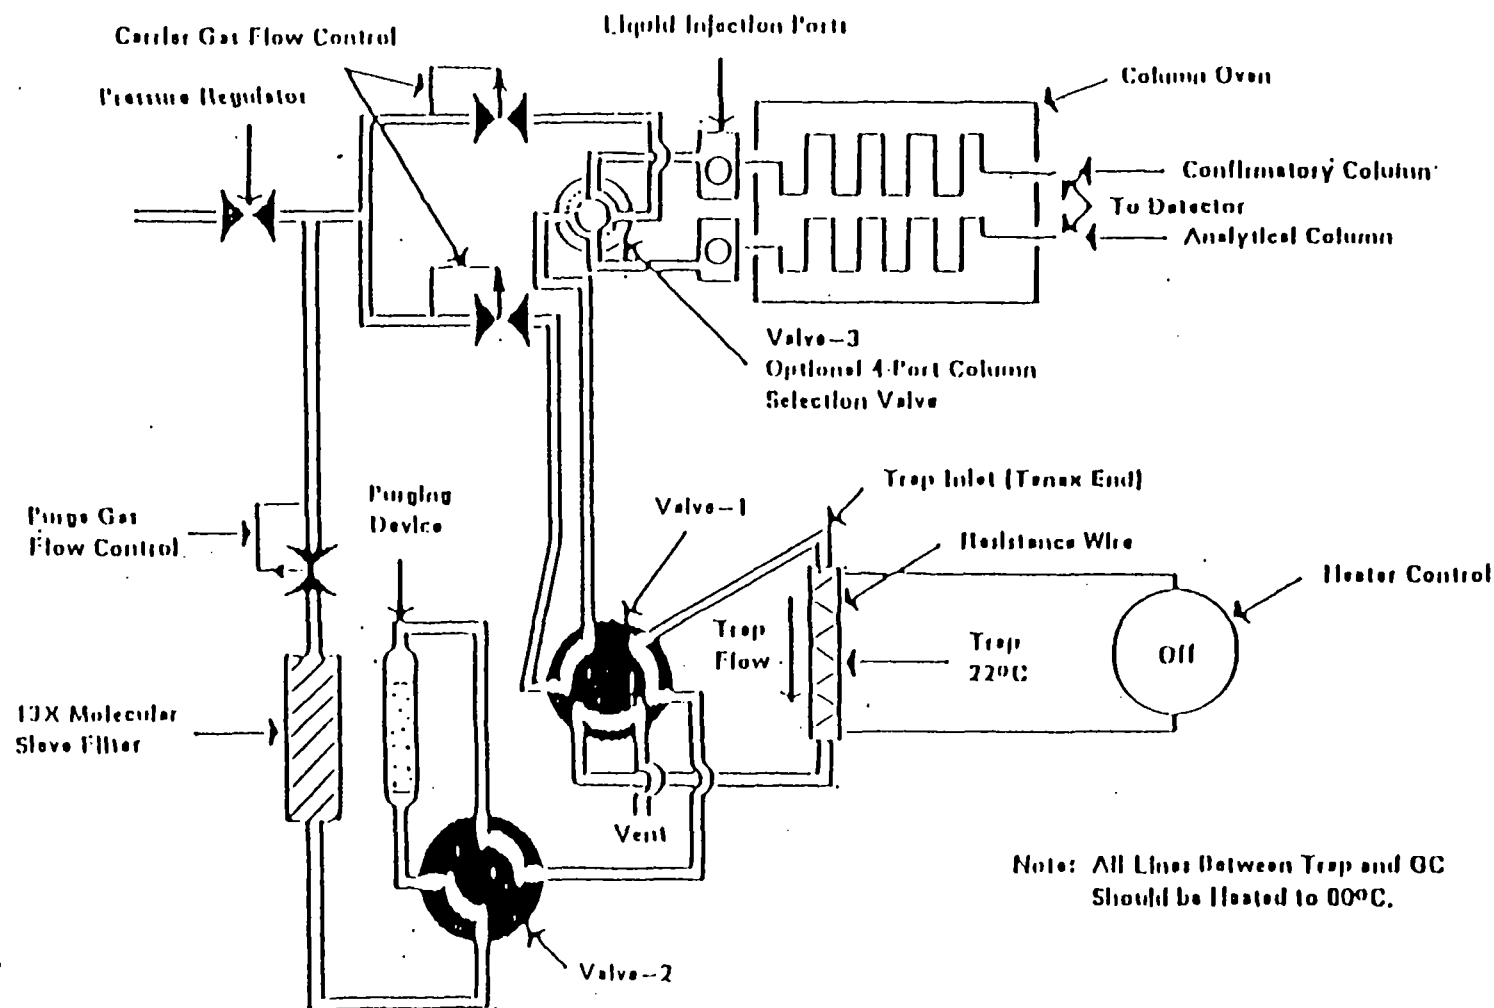 Liquid Injection Ports
Carrier Gas Flow Control
Pressure Regulator
Column Oven
Confirmatory Column
To Detector
Analytical Column
Valve-3
Optional 4-Port Column
Selection Valve
Purging
Device
Valve-1
Trap Inlet (Tenax End)
Resistance Wire
Heater Control
Purge Gas
Flow Control
Trap
Flow
Trap
22ºC
Off
13X Molecular
Sieve Filter
Vent
Note: All Lines Between Trap and GC
Should be Heated to 80ºC.
Valve-2